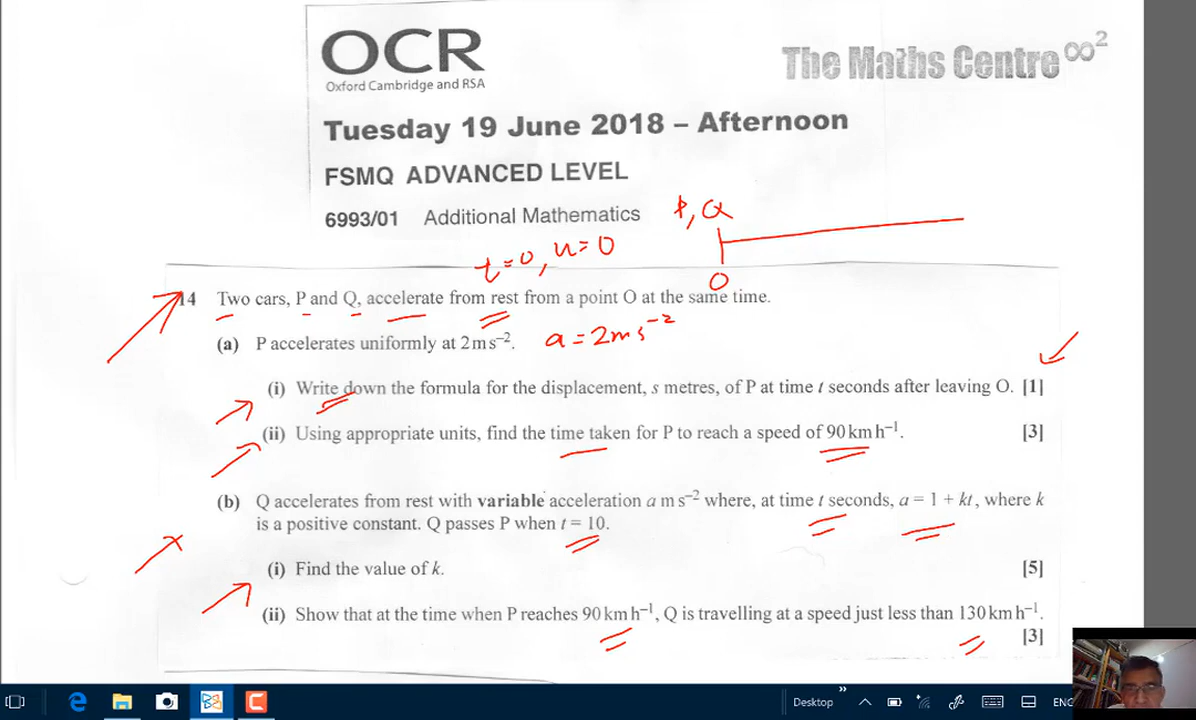 OCR
Oxford Cambridge and RSA
The Maths Centre ∞²
Tuesday 19 June 2018 – Afternoon
FSMQ ADVANCED LEVEL
6993/01 Additional Mathematics
P, Q
t=0, u=0
O
14 Two cars, P and Q, accelerate from rest from a point O at the same time.
(a) P accelerates uniformly at 2 m s⁻².
a = 2ms⁻²
(i) Write down the formula for the displacement, s metres, of P at time t seconds after leaving O. [1]
(ii) Using appropriate units, find the time taken for P to reach a speed of 90 km h⁻¹. [3]
(b) Q accelerates from rest with variable acceleration a m s⁻² where, at time t seconds, a = 1 + kt, where k
is a positive constant. Q passes P when t = 10.
(i) Find the value of k. [5]
(ii) Show that at the time when P reaches 90 km h⁻¹, Q is travelling at a speed just less than 130 km h⁻¹.
[3]
Desktop
ENG